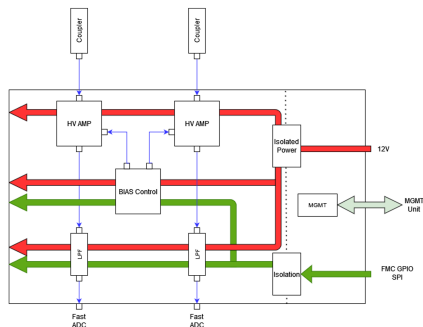 Coupler
Coupler
HV AMP
HV AMP
Isolated
Power
12V
BIAS Control
MGMT
MGMT
Unit
LPF
LPF
Isolation
FMC GPIO
SPI
Fast
ADC
Fast
ADC